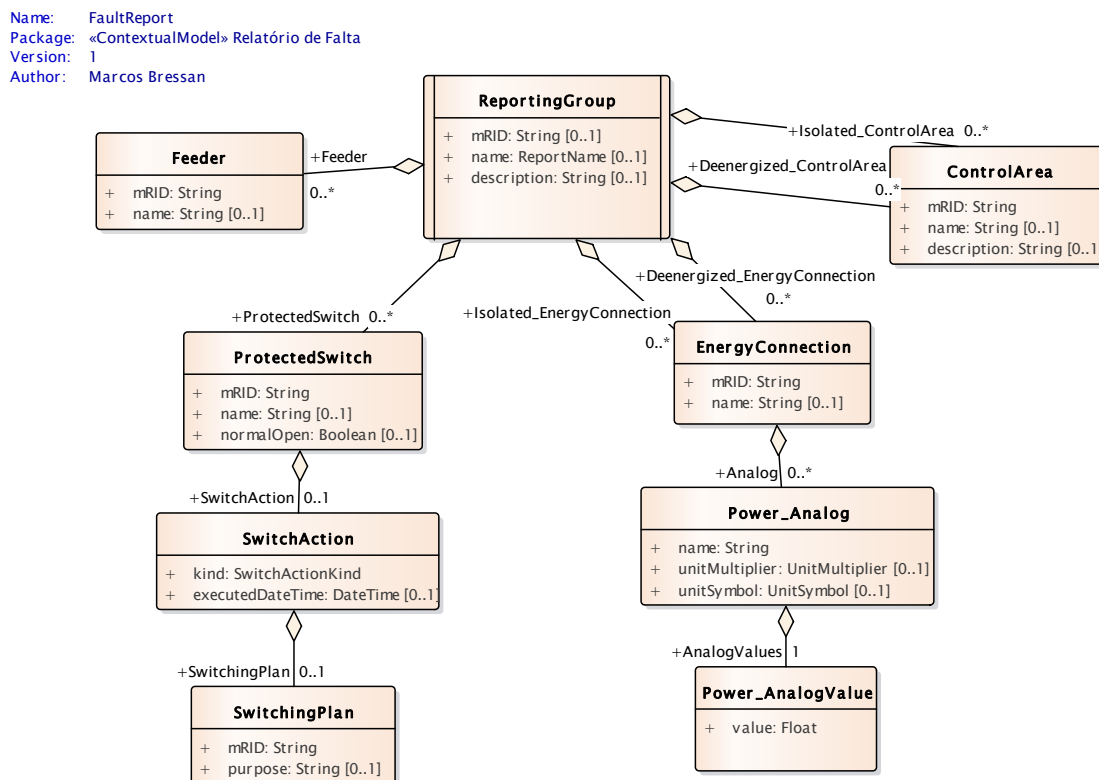 Name: FaultReport
Package: «ContextualModel» Relatório de Falta
Version: 1
Author: Marcos Bressan
ReportingGroup
+ mRID: String [0..1]
+ name: ReportName [0..1]
+ description: String [0..1]
Feeder
+ mRID: String
+ name: String [0..1]
+Feeder
0..*
+Isolated_ControlArea 0..*
+Deenergized_ControlArea
0..*
ControlArea
+ mRID: String
+ name: String [0..1]
+ description: String [0..1
+Deenergized_EnergyConnection
0..*
+Isolated_EnergyConnection
0..*
+ProtectedSwitch 0..*
ProtectedSwitch
+ mRID: String
+ name: String [0..1]
+ normalOpen: Boolean [0..1]
EnergyConnection
+ mRID: String
+ name: String [0..1]
+SwitchAction 0..1
+Analog 0..*
SwitchAction
+ kind: SwitchActionKind
+ executedDateTime: DateTime [0..1]
Power_Analog
+ name: String
+ unitMultiplier: UnitMultiplier [0..1]
+ unitSymbol: UnitSymbol [0..1]
+SwitchingPlan 0..1
+AnalogValues 1
SwitchingPlan
+ mRID: String
+ purpose: String [0..1]
Power_AnalogValue
+ value: Float